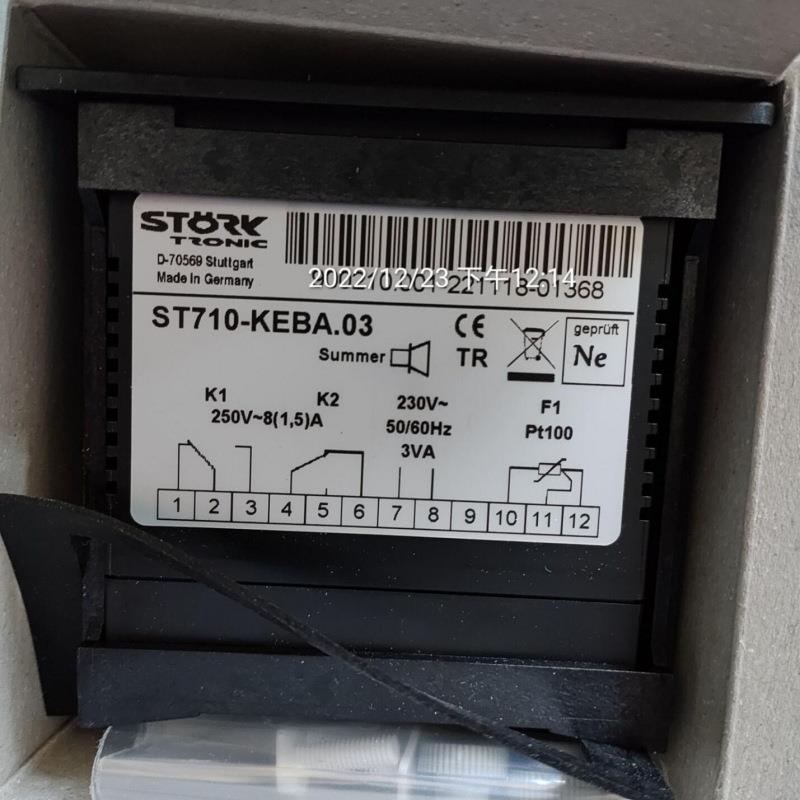 STÖRK
TRONIC
D-70569 Stuttgart
Made in Germany
2022/12/23 下午12:14
221118-01368
ST710-KEBA.03
CE
Summer
TR
geprüft
Ne
K1
K2
250V~8(1,5)A
230V~
50/60Hz
3VA
F1
Pt100
1 2 3 4 5 6 7 8 9 10 11 12